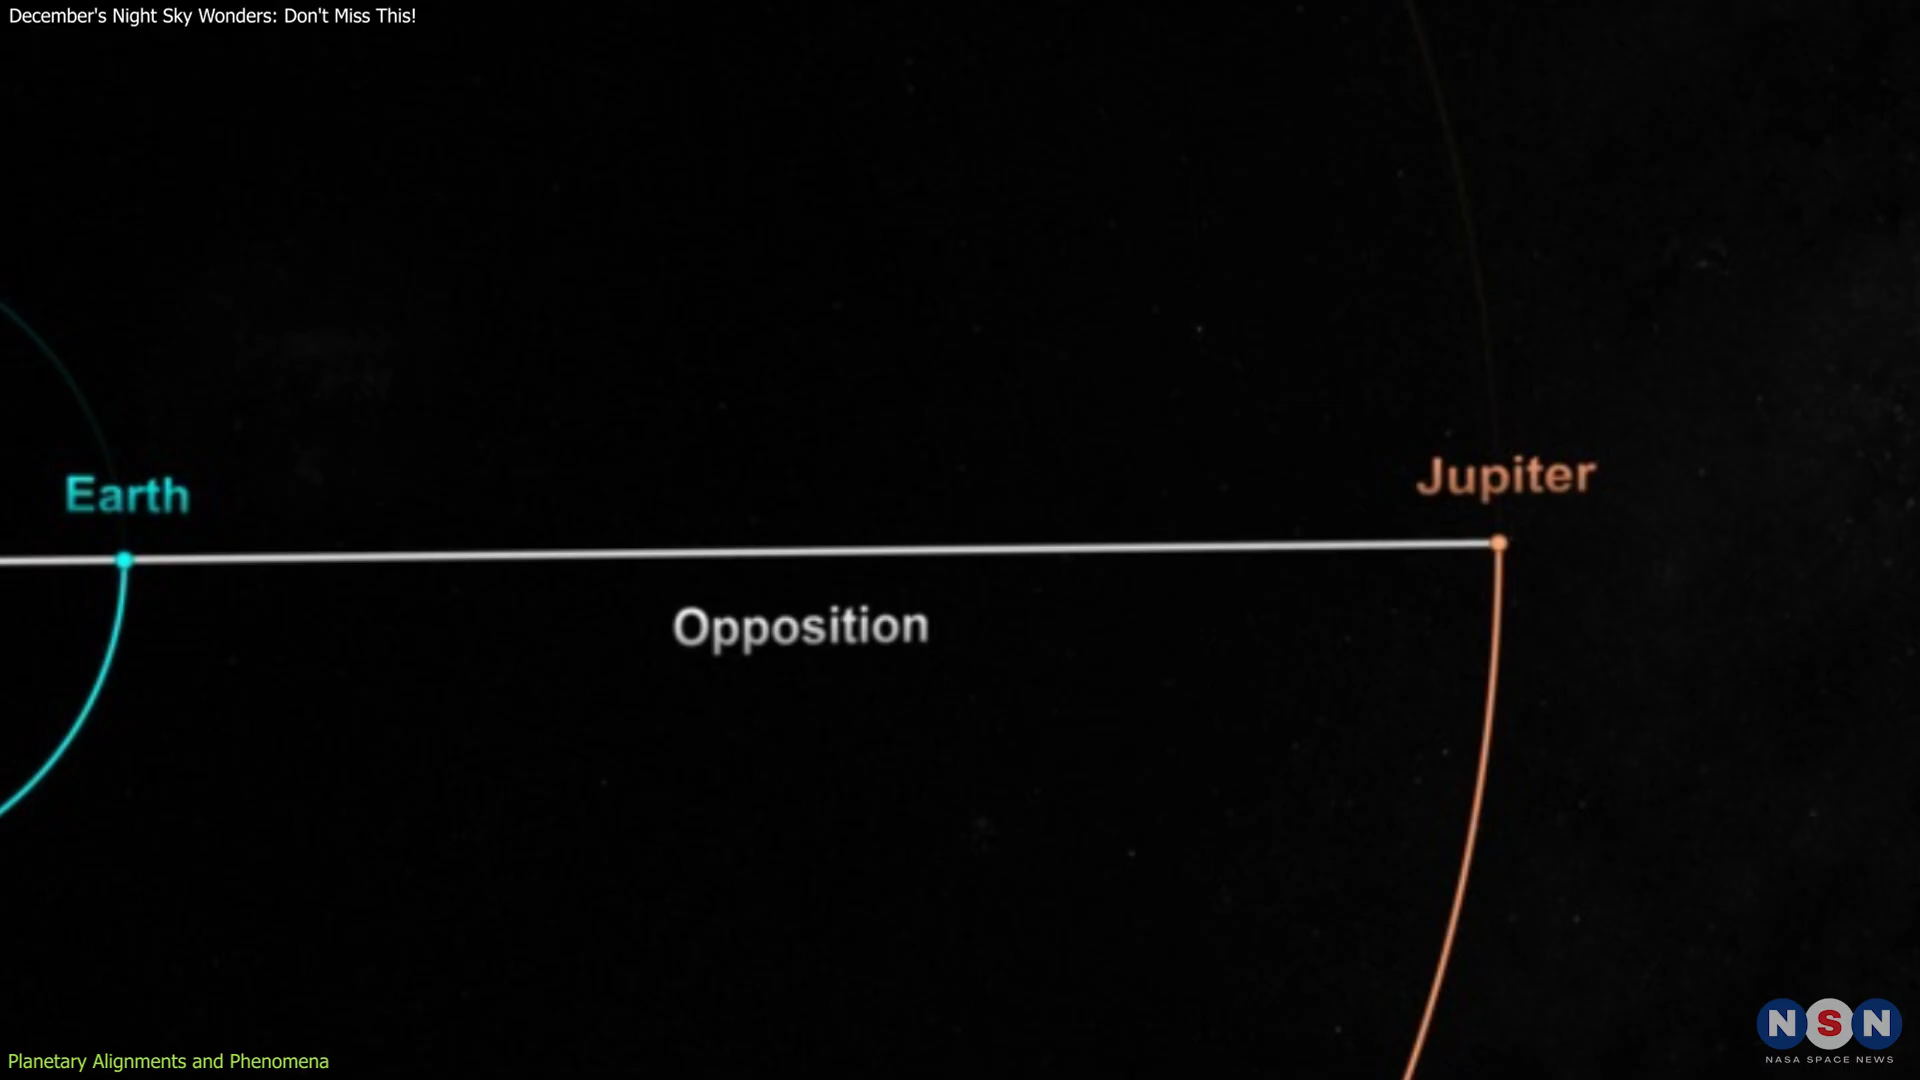 December's Night Sky Wonders: Don't Miss This!
Earth
Jupiter
Opposition
NSN
NASA SPACE NEWS
Planetary Alignments and Phenomena